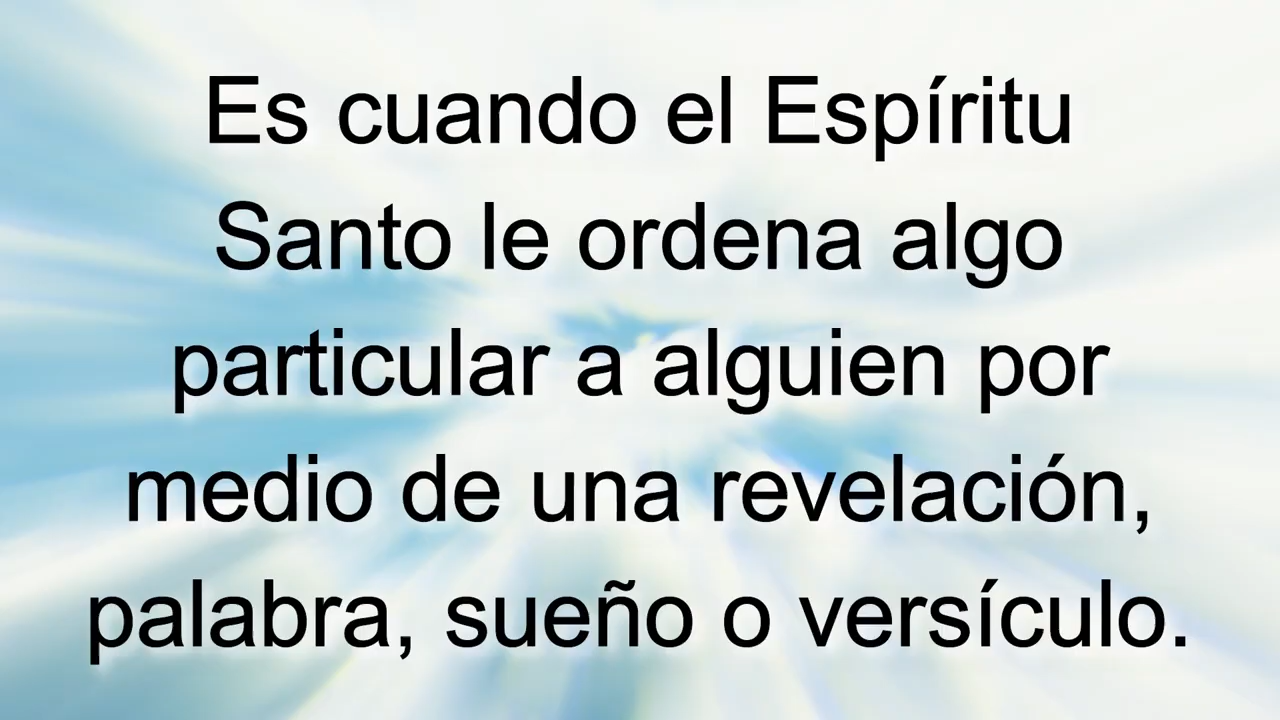 Es cuando el Espíritu
Santo le ordena algo
particular a alguien por
medio de una revelación,
palabra, sueño o versículo.